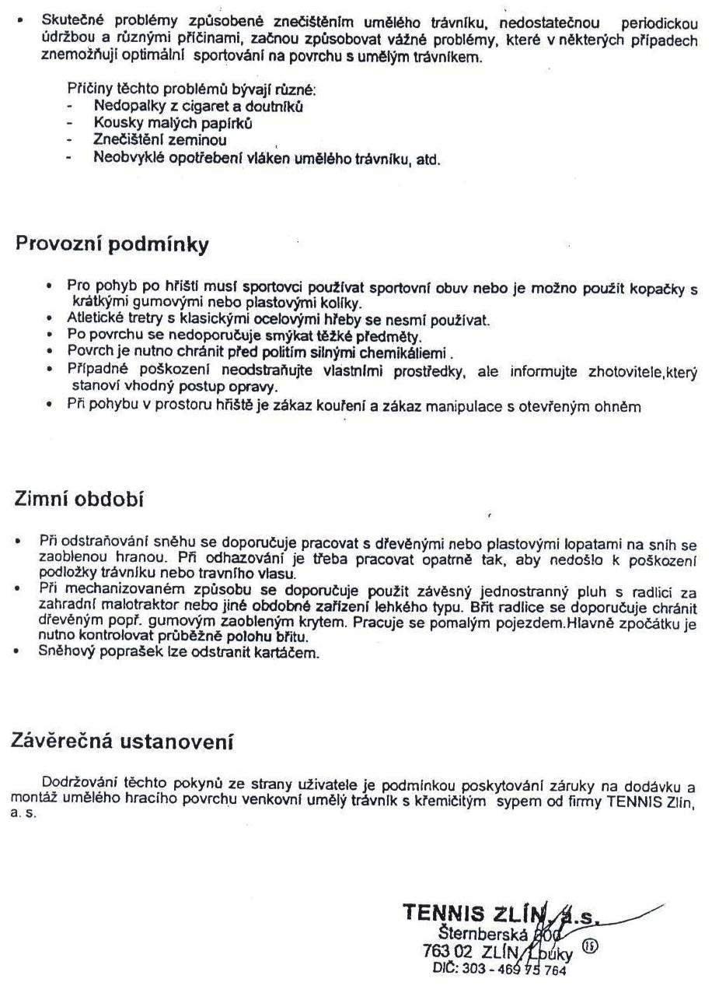 • Skutečné problémy způsobené znečištěním umělého trávníku, nedostatečnou periodickou
údržbou a různými příčinami, začnou způsobovat vážné problémy, které v některých případech
znemožňují optimální sportování na povrchu s umělým trávníkem.
Příčiny těchto problémů bývají různé:
- Nedopalky z cigaret a doutníků
- Kousky malých papírků
- Znečištění zeminou
- Neobvyklé opotřebení vláken umělého trávníku, atd.
Provozní podmínky
• Pro pohyb po hřišti musí sportovci používat sportovní obuv nebo je možno použít kopačky s
krátkými gumovými nebo plastovými kolíky.
• Atletické tretry s klasickými ocelovými hřeby se nesmí používat.
• Po povrchu se nedoporučuje smýkat těžké předměty.
• Povrch je nutno chránit před politím silnými chemikáliemi .
• Případné poškození neodstraňujte vlastními prostředky, ale informujte zhotovitele,který
stanoví vhodný postup opravy.
• Při pohybu v prostoru hřiště je zákaz kouření a zákaz manipulace s otevřeným ohněm
Zimní období
• Při odstraňování sněhu se doporučuje pracovat s dřevěnými nebo plastovými lopatami na sníh se
zaoblenou hranou. Při odhazování je třeba pracovat opatrně tak, aby nedošlo k poškození
podložky trávníku nebo travního vlasu.
• Při mechanizovaném způsobu se doporučuje použít závěsný jednostranný pluh s radlicí za
zahradní malotraktor nebo jiné obdobné zařízení lehkého typu. Břit radlice se doporučuje chránit
dřevěným popř. gumovým zaobleným krytem. Pracuje se pomalým pojezdem.Hlavně zpočátku je
nutno kontrolovat průběžně polohu břitu.
• Sněhový poprašek lze odstranit kartáčem.
Závěrečná ustanovení
Dodržování těchto pokynů ze strany uživatele je podmínkou poskytování záruky na dodávku a
montáž umělého hracího povrchu venkovní umělý trávník s křemičitým sypem od firmy TENNIS Zlín,
a. s.
TENNIS ZLÍN, a.s.
Šternberská
763 02 ZLÍN, Louky
DIČ: 303 - 469 75 764